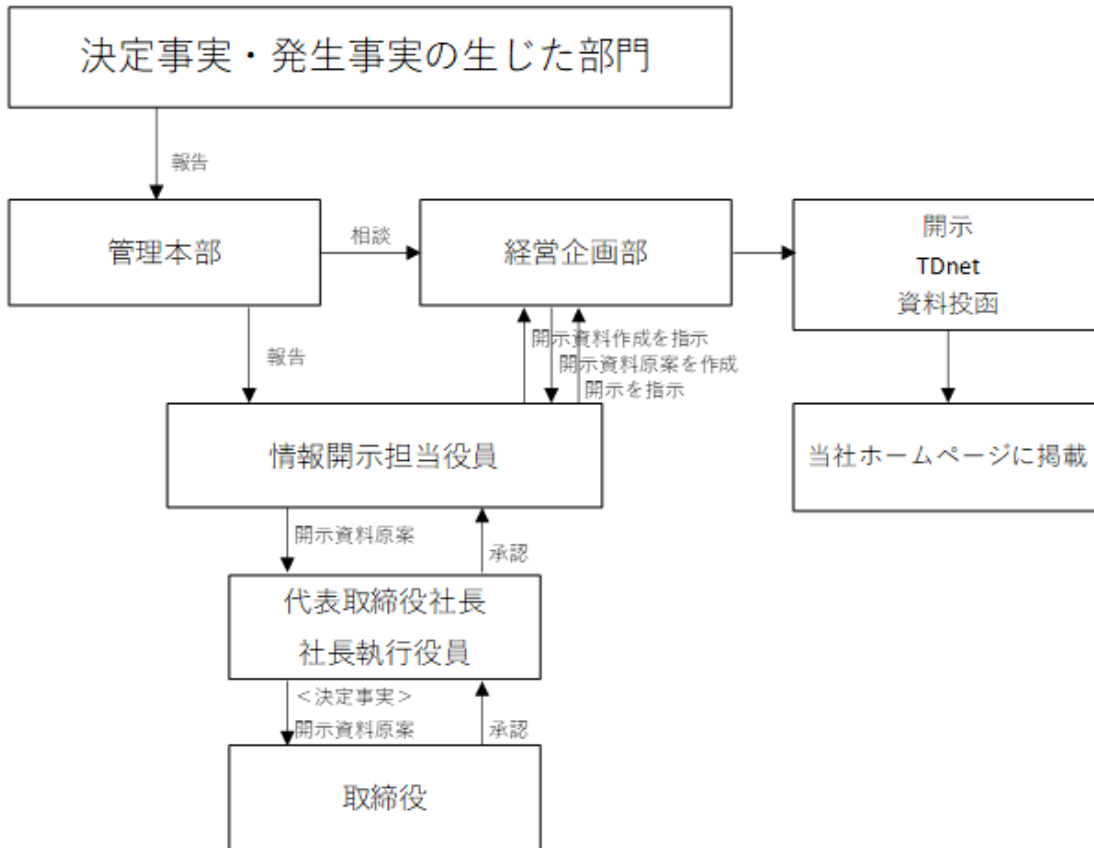 決定事実・発生事実の生じた部門
報告
管理本部
相談
経営企画部
開示
TDnet
資料投函
報告
開示資料作成を指示
開示資料原案を作成
開示を指示
情報開示担当役員
当社ホームページに掲載
開示資料原案
承認
代表取締役社長
社長執行役員
＜決定事実＞
開示資料原案
承認
取締役